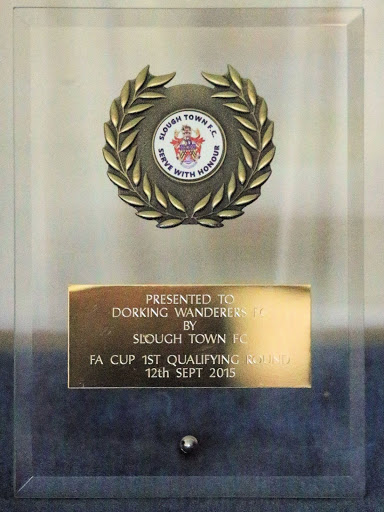 SLOUGH TOWN F.C.
SERVE WITH HONOUR
PRESENTED TO
DORKING WANDERERS FC
BY
SLOUGH TOWN FC
FA CUP 1ST QUALIFYING ROUND
12th SEPT 2015